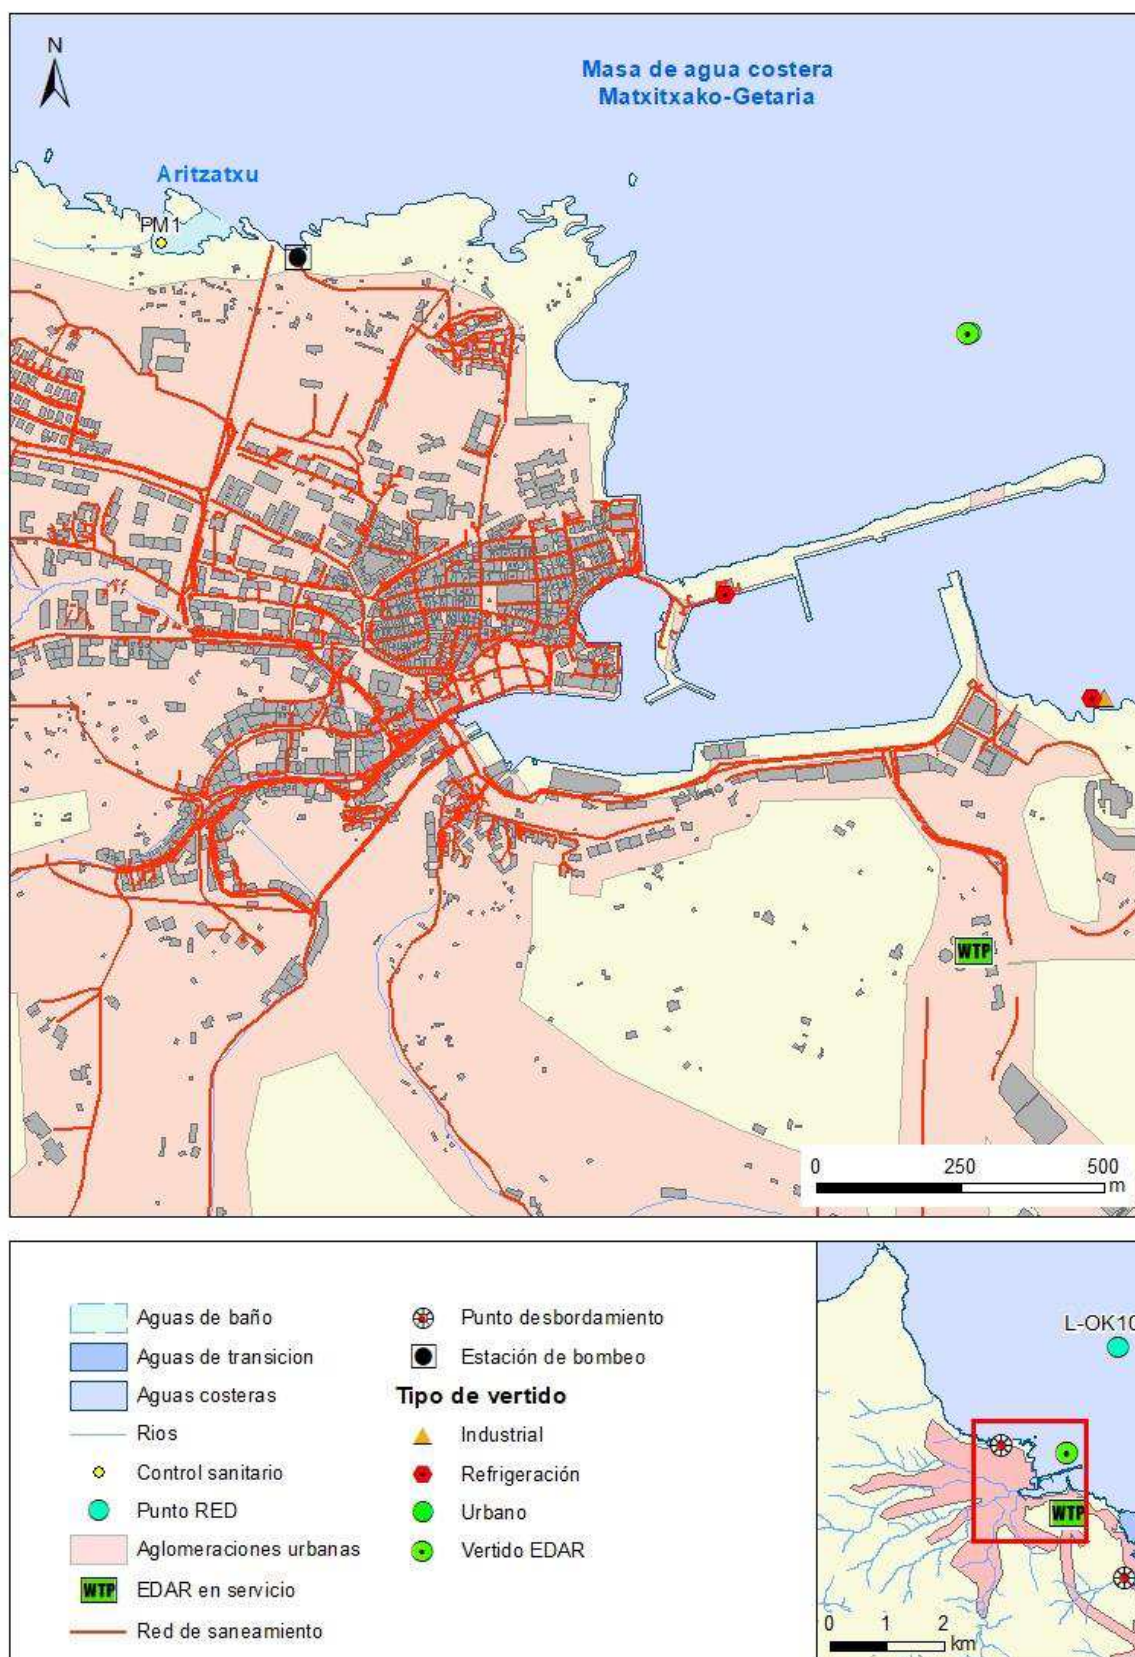 N
Masa de agua costera
Matxitxako-Getaria
Aritzatxu
PM1
WTP
0 250 500
m
Aguas de baño
Aguas de transicion
Aguas costeras
Rios
Control sanitario
Punto RED
Aglomeraciones urbanas
WTP EDAR en servicio
Red de saneamiento
Punto desbordamiento
Estación de bombeo
Tipo de vertido
Industrial
Refrigeración
Urbano
Vertido EDAR
L-OK10
WTP
0 1 2
km